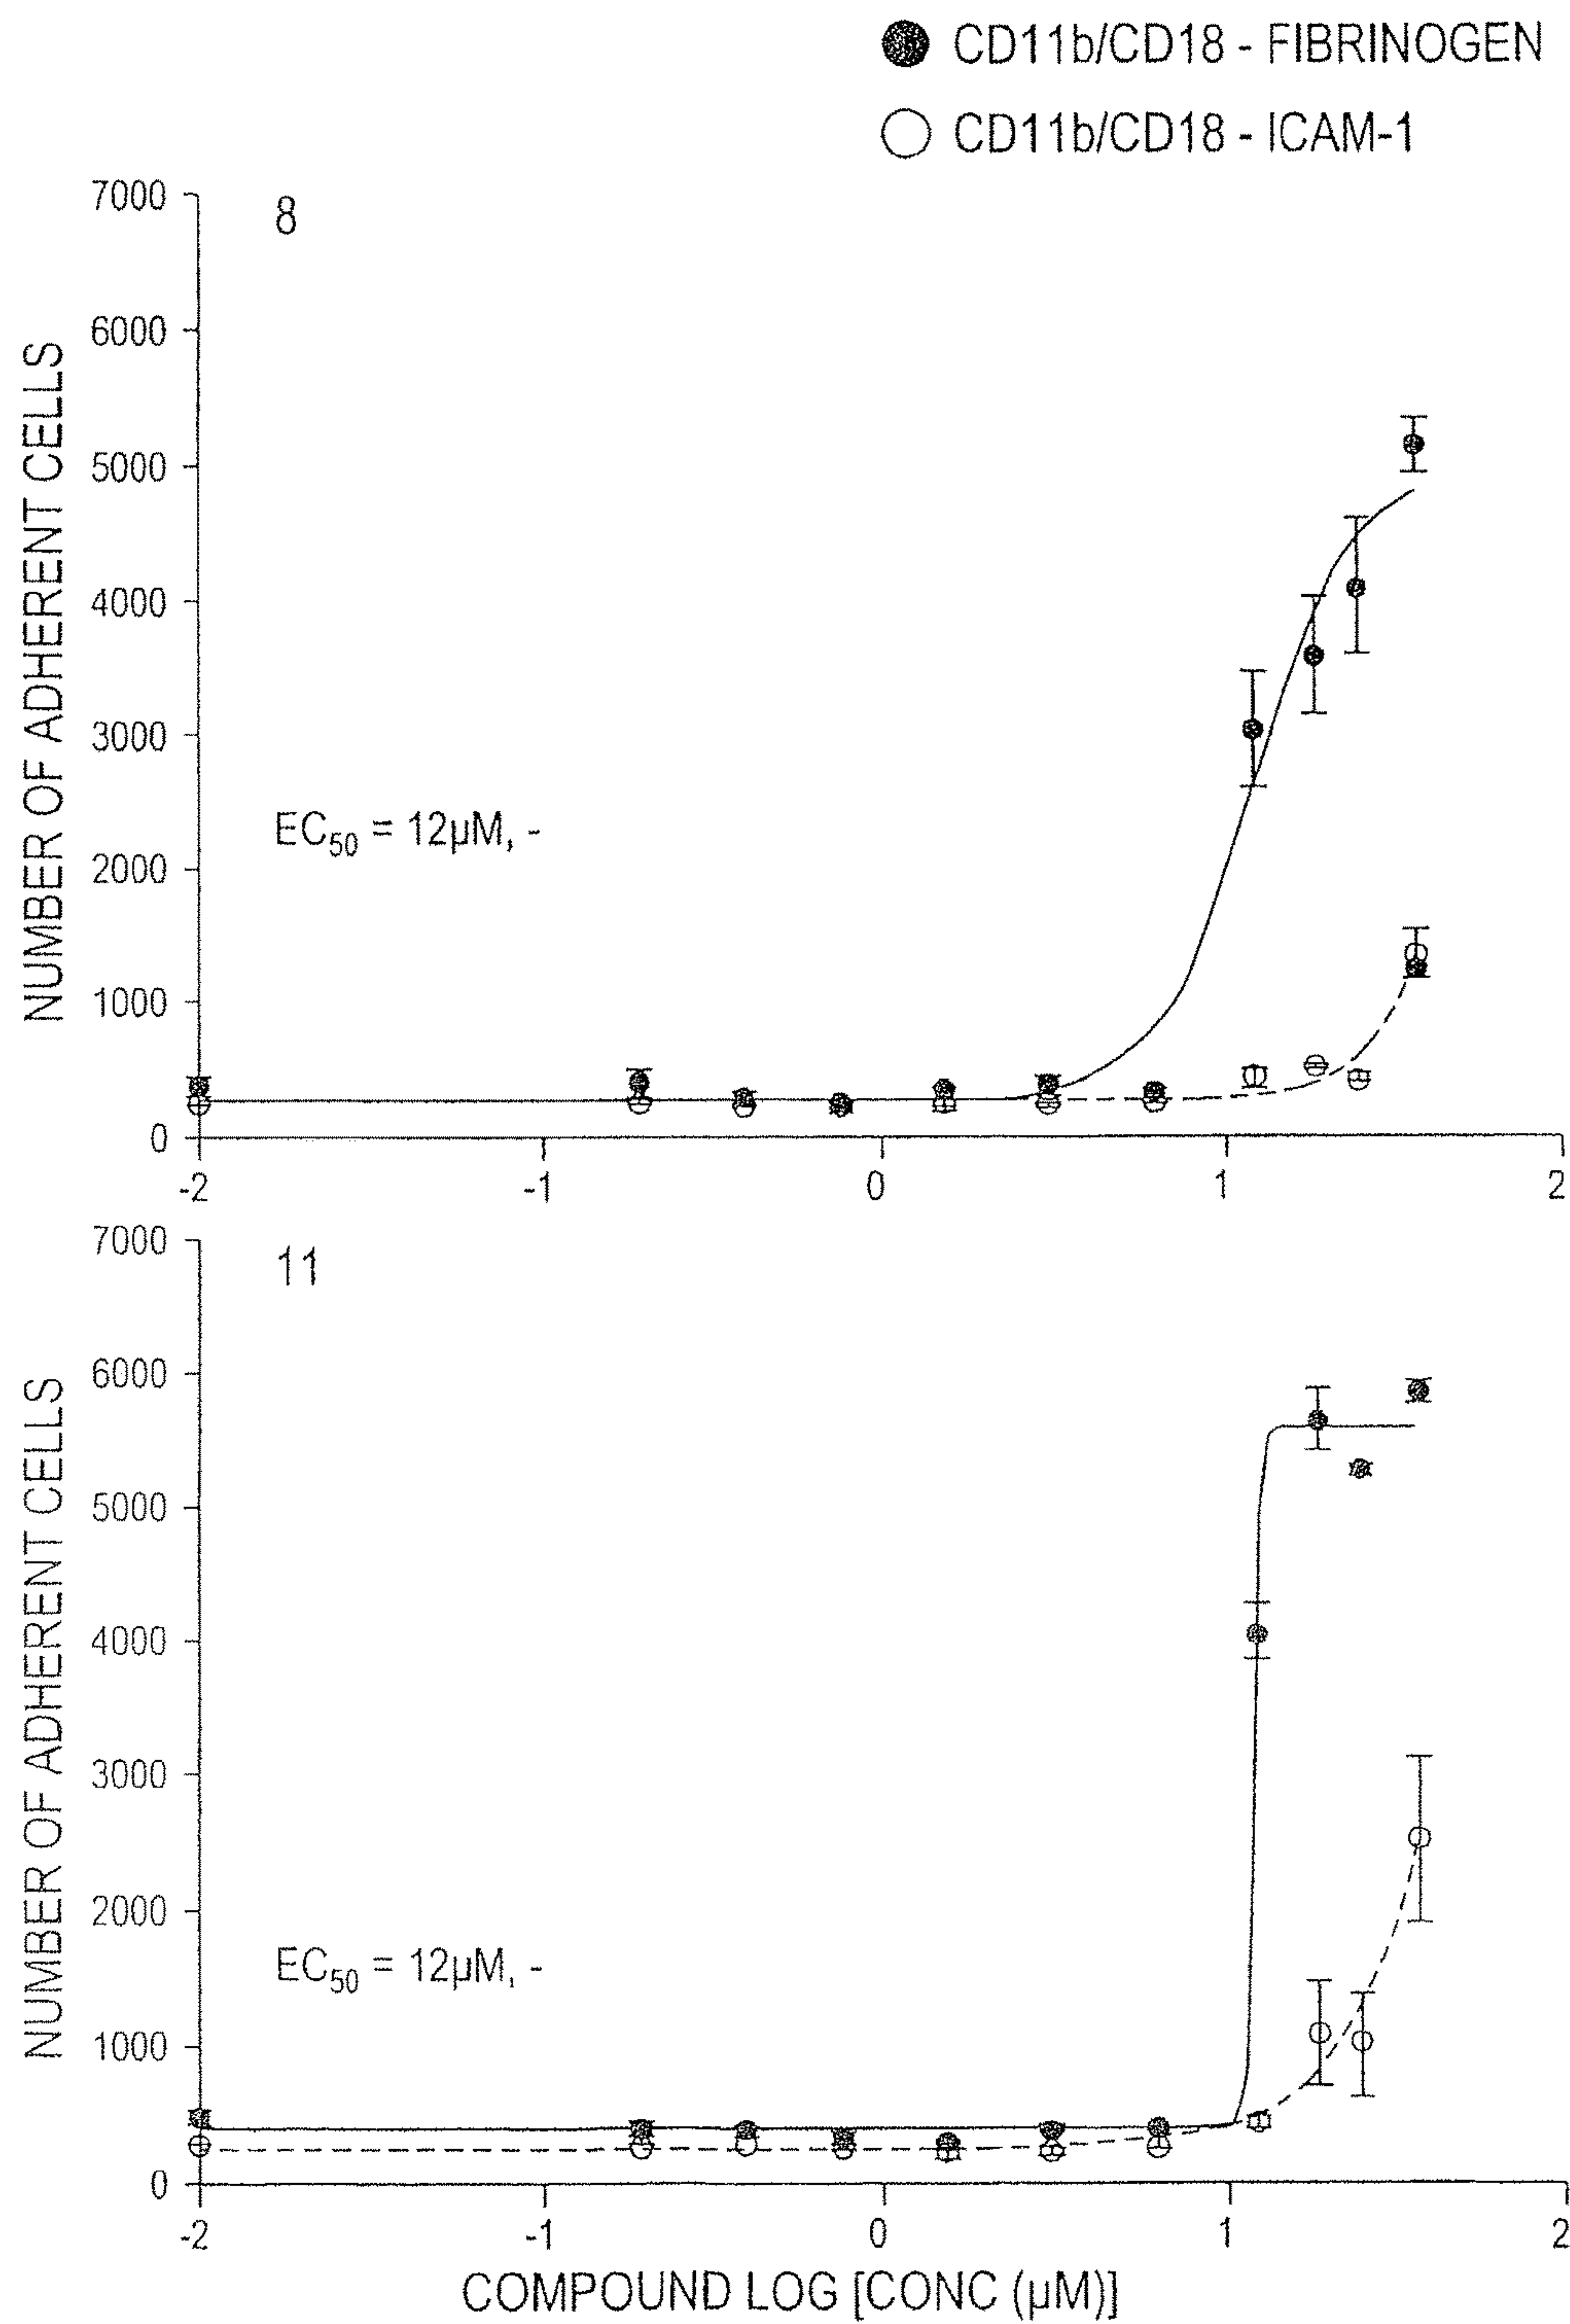 CD11b/CD18 - FIBRINOGEN
CD11b/CD18 - ICAM-1
8
NUMBER OF ADHERENT CELLS
7000
6000
5000
4000
3000
2000
1000
0
EC50 = 12µM, -
-2 -1 0 1 2
11
NUMBER OF ADHERENT CELLS
7000
6000
5000
4000
3000
2000
1000
0
EC50 = 12µM, -
-2 -1 0 1 2
COMPOUND LOG [CONC (µM)]